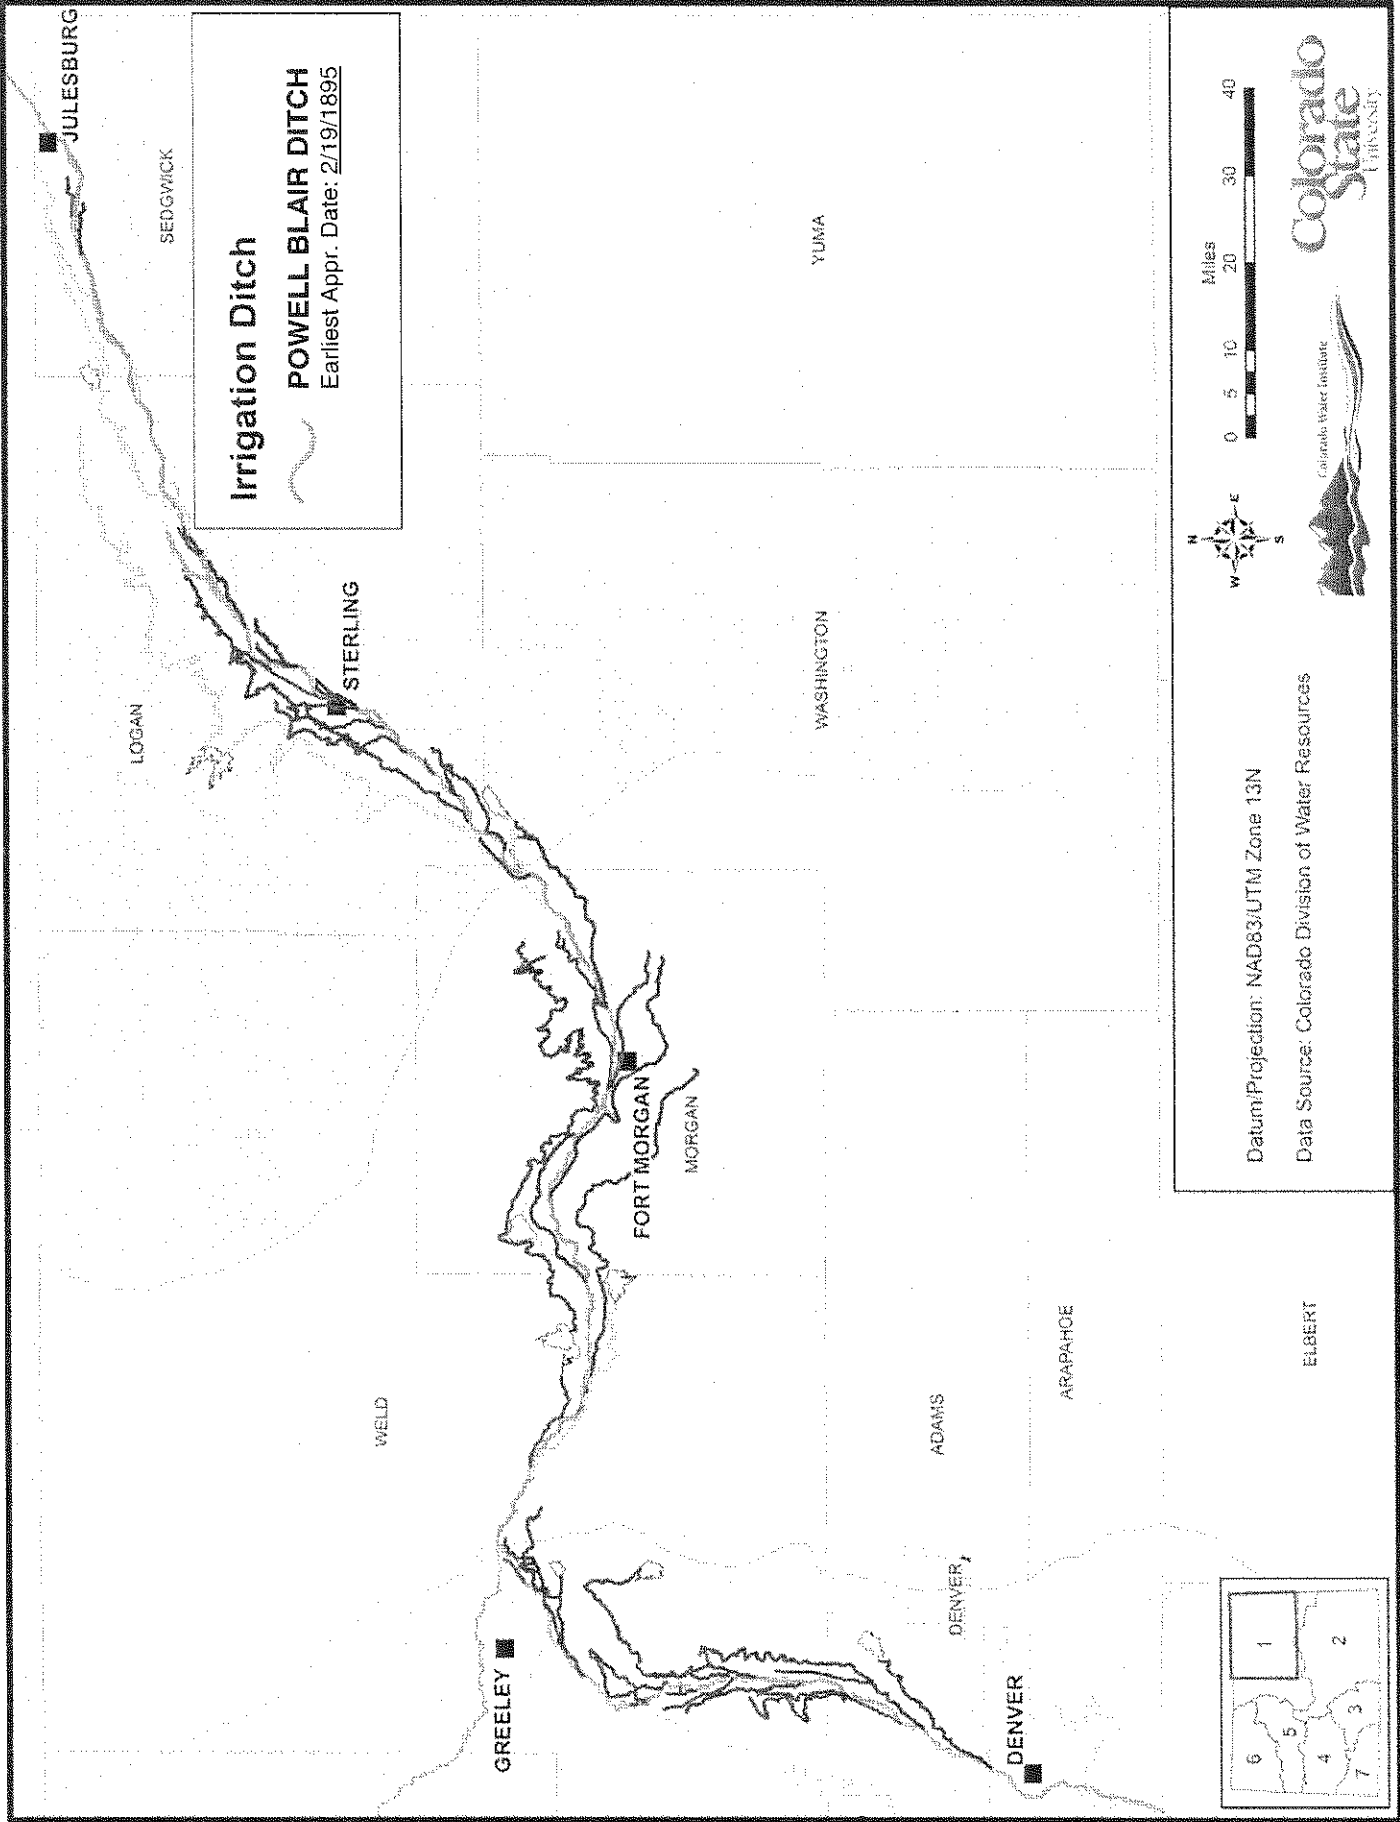 JULESBURG
SEDGWICK
Irrigation Ditch
POWELL BLAIR DITCH
Earliest Appr. Date: 2/19/1895
LOGAN
STERLING
YUMA
WASHINGTON
WELD
FORT MORGAN
MORGAN
GREELEY
ADAMS
ARAPAHOE
DENVER
DENVER
ELBERT
Datum/Projection: NAD83/UTM Zone 13N
Data Source: Colorado Division of Water Resources
N
W
E
S
Miles
0 5 10 20 30 40
Colorado Water Institute
Colorado
State
University
6
5
1
4
2
7
3